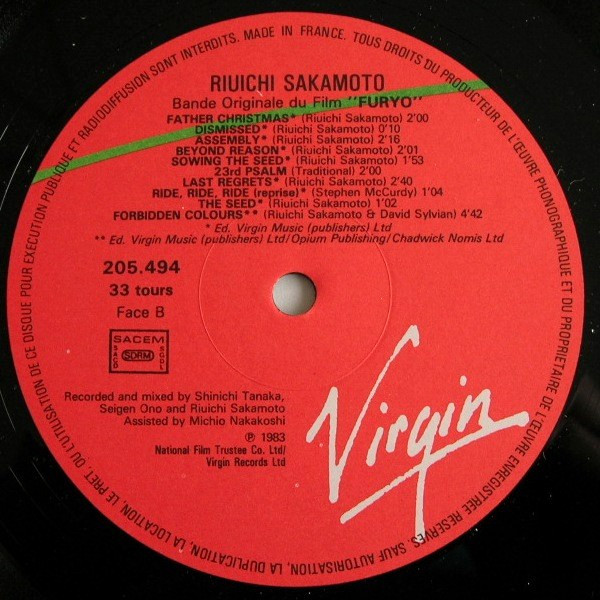 TOUS DROITS DU PRODUCTEUR DE L'ŒUVRE PHONOGRAPHIQUE ET DU PROPRIETAIRE DE L'ŒUVRE ENREGISTREE RESERVES. SAUF AUTORISATION, LA DUPLICATION, LA LOCATION, LE PRET, OU L'UTILISATION DE CE DISQUE POUR EXECUTION PUBLIQUE ET RADIODIFFUSION SONT INTERDITS. MADE IN FRANCE.
RIUICHI SAKAMOTO
Bande Originale du Film "FURYO"
FATHER CHRISTMAS* (Riuichi Sakamoto) 2'00
DISMISSED* (Riuichi Sakamoto) 0'10
ASSEMBLY* (Riuichi Sakamoto) 2'16
BEYOND REASON* (Riuichi Sakamoto) 2'01
SOWING THE SEED* (Riuichi Sakamoto) 1'53
23rd PSALM (Traditional) 2'00
LAST REGRETS* (Riuichi Sakamoto) 2'40
RIDE, RIDE, RIDE (reprise)* (Stephen McCurdy) 1'04
THE SEED* (Riuichi Sakamoto) 1'02
FORBIDDEN COLOURS** (Riuichi Sakamoto & David Sylvian) 4'42
* Ed. Virgin Music (publishers) Ltd
** Ed. Virgin Music (publishers) Ltd/Opium Publishing/Chadwick Nomis Ltd
205.494
33 tours
Face B
SACEM
SACD SDRM SGDL
Recorded and mixed by Shinichi Tanaka,
Seigen Ono and Riuichi Sakamoto
Assisted by Michio Nakakoshi
℗ 1983
National Film Trustee Co. Ltd/
Virgin Records Ltd
Virgin